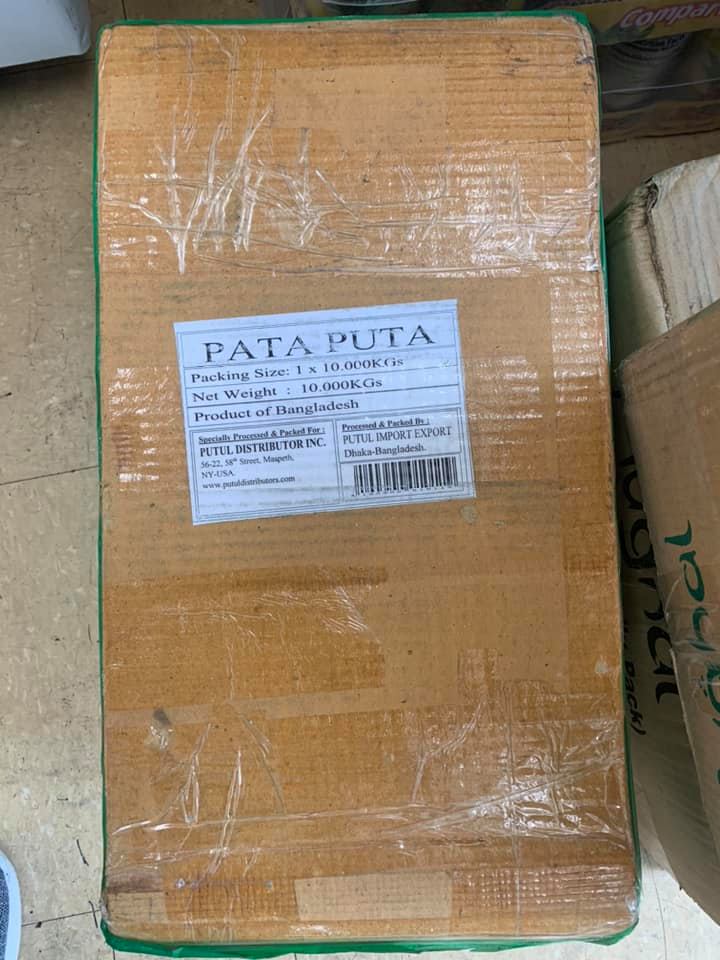 PATA PUTA
Packing Size: 1 x 10.000KGs
Net Weight : 10.000KGs
Product of Bangladesh
Specially Processed & Packed For :
PUTUL DISTRIBUTOR INC.
56-22, 58th Street, Maspeth,
NY-USA.
www.putuldistributors.com
Processed & Packed By :
PUTUL IMPORT EXPORT
Dhaka-Bangladesh.
Pack)